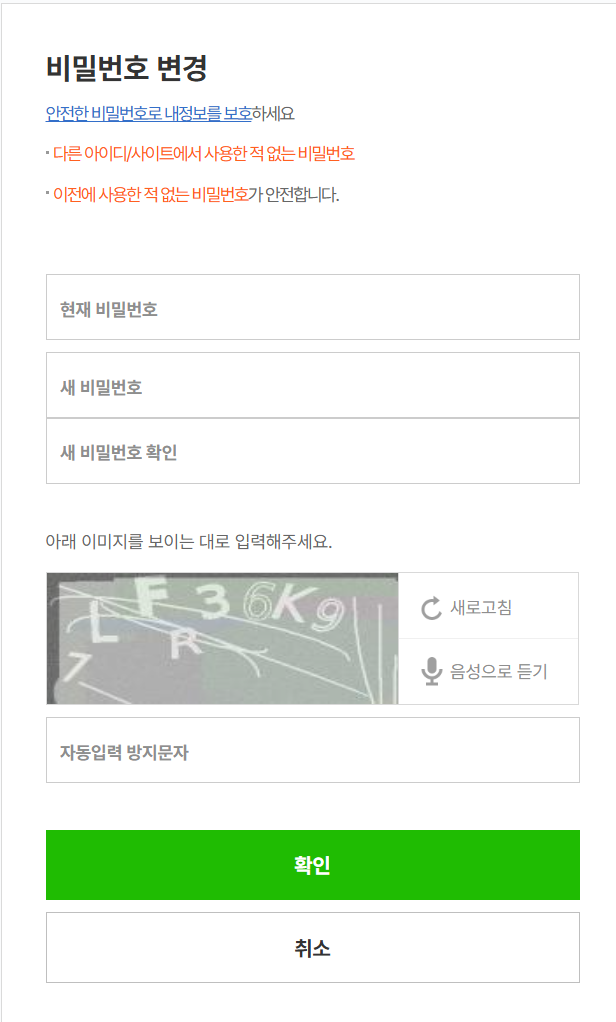 비밀번호 변경
안전한 비밀번호로 내정보를 보호하세요
· 다른 아이디/사이트에서 사용한 적 없는 비밀번호
· 이전에 사용한 적 없는 비밀번호가 안전합니다.
현재 비밀번호
새 비밀번호
새 비밀번호 확인
아래 이미지를 보이는 대로 입력해주세요.
새로고침
음성으로 듣기
자동입력 방지문자
확인
취소